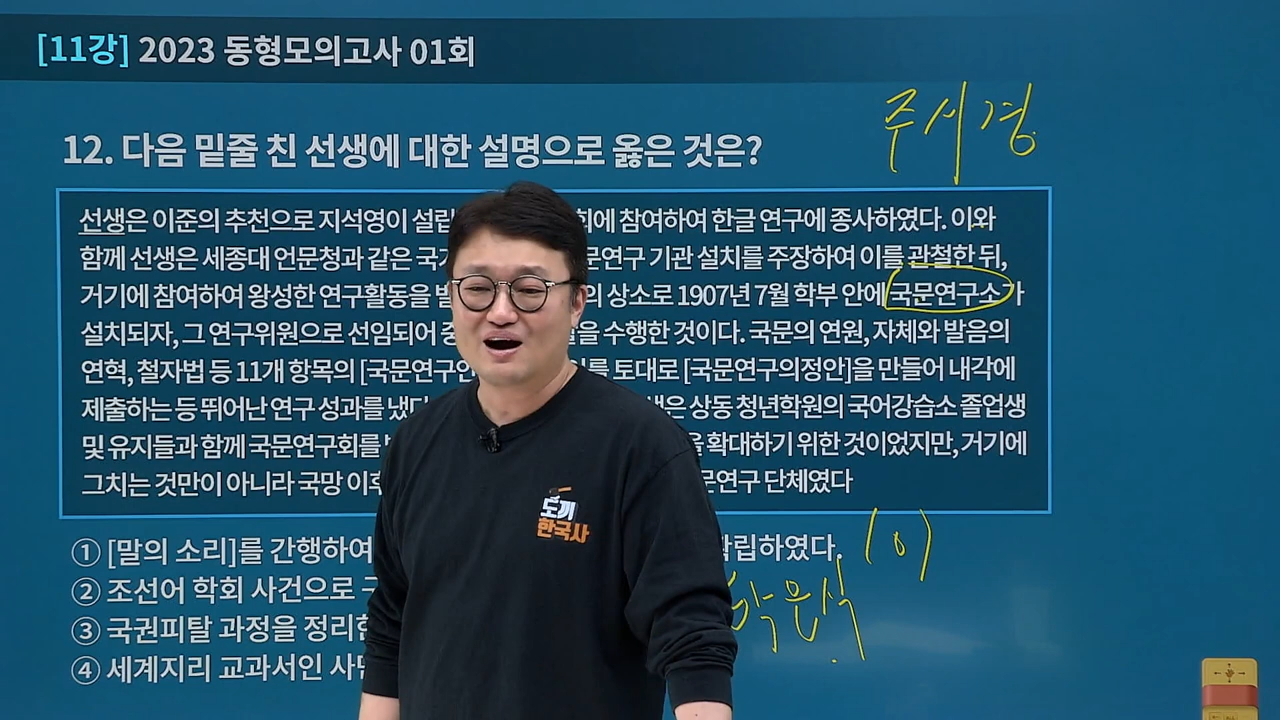 [11강] 2023 동형모의고사 01회
주시경
12. 다음 밑줄 친 선생에 대한 설명으로 옳은 것은?
선생은 이준의 추천으로 지석영이 설립 회에 참여하여 한글 연구에 종사하였다. 이와
함께 선생은 세종대 언문청과 같은 국 문연구 기관 설치를 주장하여 이를 관철한 뒤,
거기에 참여하여 왕성한 연구활동을 의 상소로 1907년 7월 학부 안에 국문연구소가
설치되자, 그 연구위원으로 선임되어 을 수행한 것이다. 국문의 연원, 자체와 발음의
연혁, 철자법 등 11개 항목의 [국문연구안 를 토대로 [국문연구의정안]을 만들어 내각에
제출하는 등 뛰어난 연구 성과를 냈다 은 상동 청년학원의 국어강습소 졸업생
및 유지들과 함께 국문연구회를 을 확대하기 위한 것이었지만, 거기에
그치는 것만이 아니라 국망 이후 문연구 단체였다
① [말의 소리]를 간행하여 확립하였다. (o)
② 조선어 학회 사건으로
③ 국권피탈 과정을 정리한 박은식
④ 세계지리 교과서인 사민
도끼
한국사